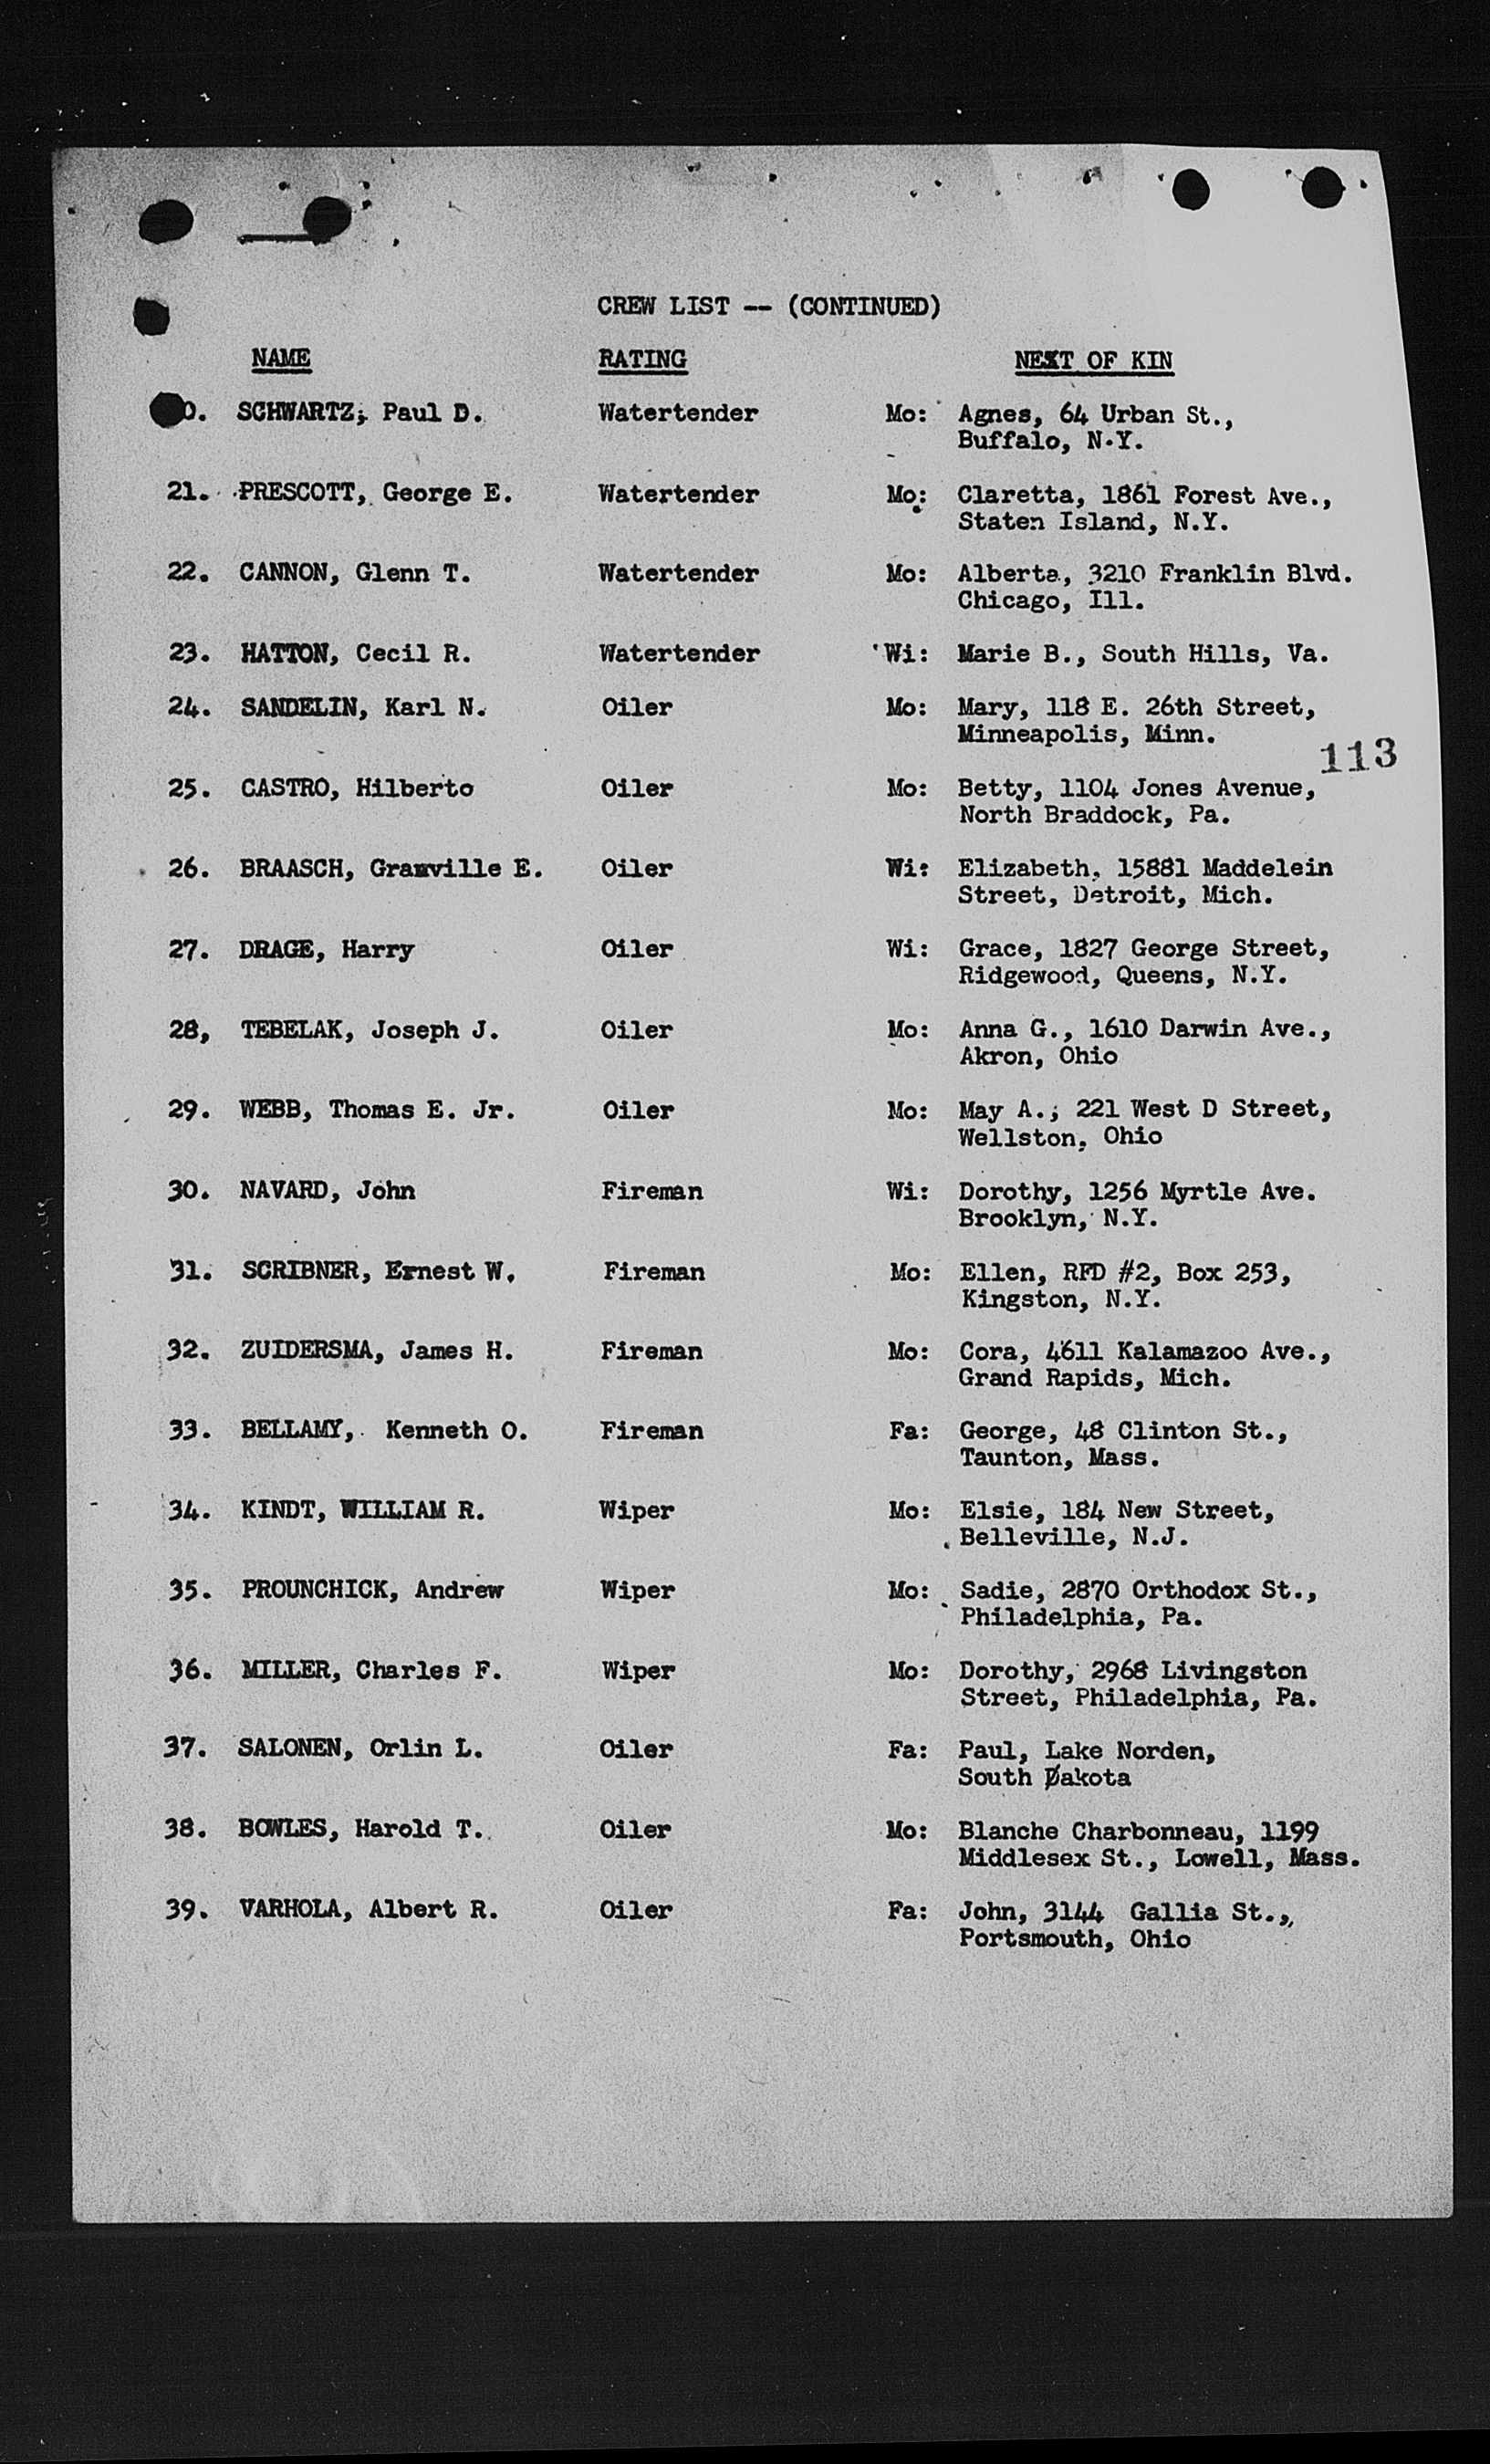 CREW LIST -- (CONTINUED)
NAME RATING NEXT OF KIN
0. SCHWARTZ, Paul D. Watertender Mo: Agnes, 64 Urban St.,
Buffalo, N.Y.
21. PRESCOTT, George E. Watertender Mo: Claretta, 1861 Forest Ave.,
Staten Island, N.Y.
22. CANNON, Glenn T. Watertender Mo: Alberta, 3210 Franklin Blvd.
Chicago, Ill.
23. HATTON, Cecil R. Watertender Wi: Marie B., South Hills, Va.
24. SANDELIN, Karl N. Oiler Mo: Mary, 118 E. 26th Street,
Minneapolis, Minn.
113
25. CASTRO, Hilberto Oiler Mo: Betty, 1104 Jones Avenue,
North Braddock, Pa.
26. BRAASCH, Granville E. Oiler Wi: Elizabeth, 15881 Maddelein
Street, Detroit, Mich.
27. DRAGE, Harry Oiler Wi: Grace, 1827 George Street,
Ridgewood, Queens, N.Y.
28, TEBELAK, Joseph J. Oiler Mo: Anna G., 1610 Darwin Ave.,
Akron, Ohio
29. WEBB, Thomas E. Jr. Oiler Mo: May A., 221 West D Street,
Wellston, Ohio
30. NAVARD, John Fireman Wi: Dorothy, 1256 Myrtle Ave.
Brooklyn, N.Y.
31. SCRIBNER, Ernest W. Fireman Mo: Ellen, RFD #2, Box 253,
Kingston, N.Y.
32. ZUIDERSMA, James H. Fireman Mo: Cora, 4611 Kalamazoo Ave.,
Grand Rapids, Mich.
33. BELLAMY, Kenneth O. Fireman Fa: George, 48 Clinton St.,
Taunton, Mass.
34. KINDT, WILLIAM R. Wiper Mo: Elsie, 184 New Street,
Belleville, N.J.
35. PROUNCHICK, Andrew Wiper Mo: Sadie, 2870 Orthodox St.,
Philadelphia, Pa.
36. MILLER, Charles F. Wiper Mo: Dorothy, 2968 Livingston
Street, Philadelphia, Pa.
37. SALONEN, Orlin L. Oiler Fa: Paul, Lake Norden,
South Dakota
38. BOWLES, Harold T. Oiler Mo: Blanche Charbonneau, 1199
Middlesex St., Lowell, Mass.
39. VARHOLA, Albert R. Oiler Fa: John, 3144 Gallia St.,
Portsmouth, Ohio